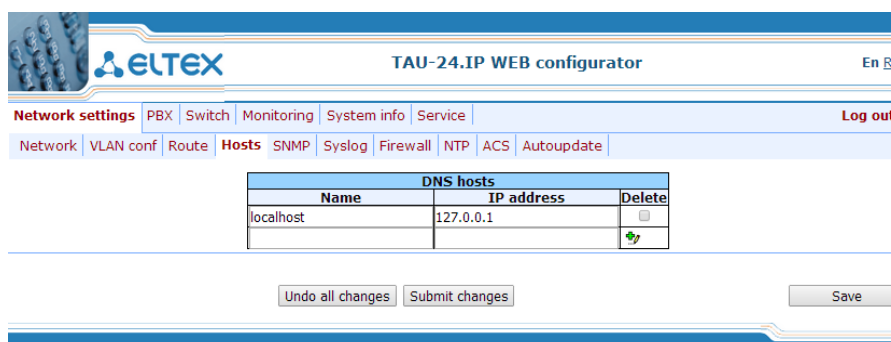 ELTEX
TAU-24.IP WEB configurator
En R
Network settings PBX Switch Monitoring System info Service
Log out
Network VLAN conf Route Hosts SNMP Syslog Firewall NTP ACS Autoupdate
DNS hosts
Name IP address Delete
localhost 127.0.0.1
Undo all changes Submit changes Save